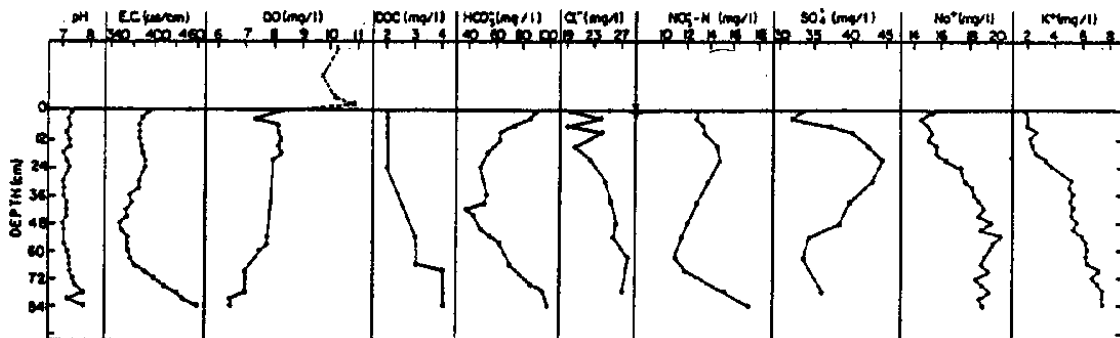 pH E.C. (µs/cm) DO (mg/l) DOC (mg/l) HCO₃⁻ (mg/l) Cl⁻ (mg/l) NO₃⁻-N (mg/l) SO₄⁼ (mg/l) Na⁺ (mg/l) K⁺ (mg/l)
7 8 340 400 460 6 7 8 9 10 11 1 2 3 4 40 60 80 100 19 23 27 10 12 14 16 18 30 35 40 45 14 16 18 20 2 4 6 8
0
12
24
36
48
60
72
84
DEPTH (cm)